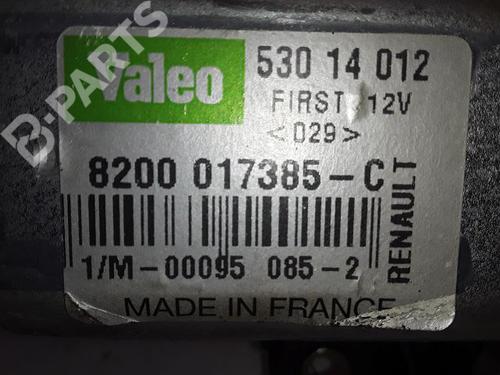 B-PARTS
Valeo
530 14 012
FIRST 12V
<029>
8200 017385-C
RENAULT
1/M-00095 085-2
MADE IN FRANCE